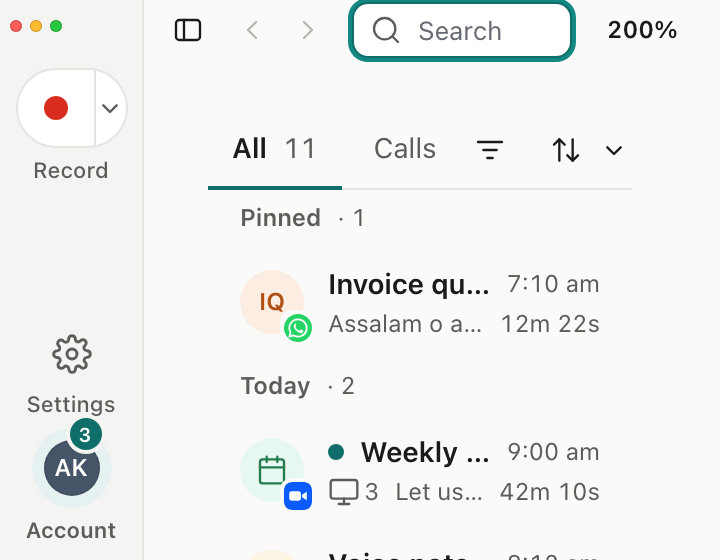 Search
200%
Record
All 11
Calls
Pinned · 1
IQ
Invoice qu...
7:10 am
Assalam o a...
12m 22s
Settings
Today · 2
3
AK
Account
Weekly ...
9:00 am
3 Let us...
42m 10s